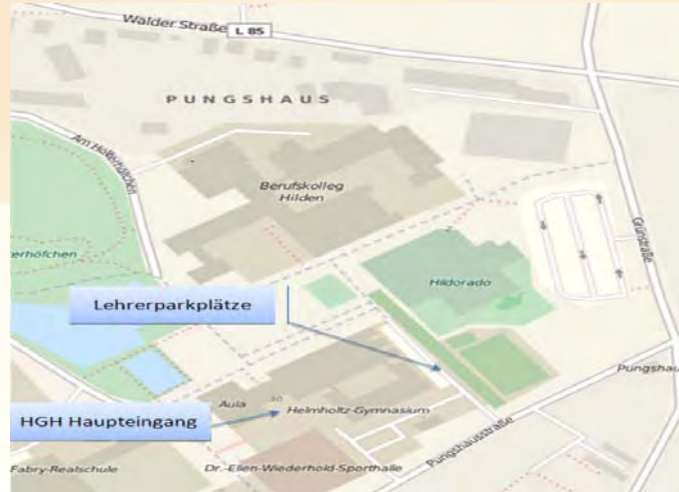 Walder Straße
L 85
PUNGSHAUS
Am Holterhöfchen
Berufskolleg
Hilden
Grünstraße
terhöfchen
Hildorado
Lehrerparkplätze
Pungshau
Aula
HGH Haupteingang
Helmholtz-Gymnasium
Pungshausstraße
Fabry-Realschule
Dr.-Ellen-Wiederhold-Sporthalle